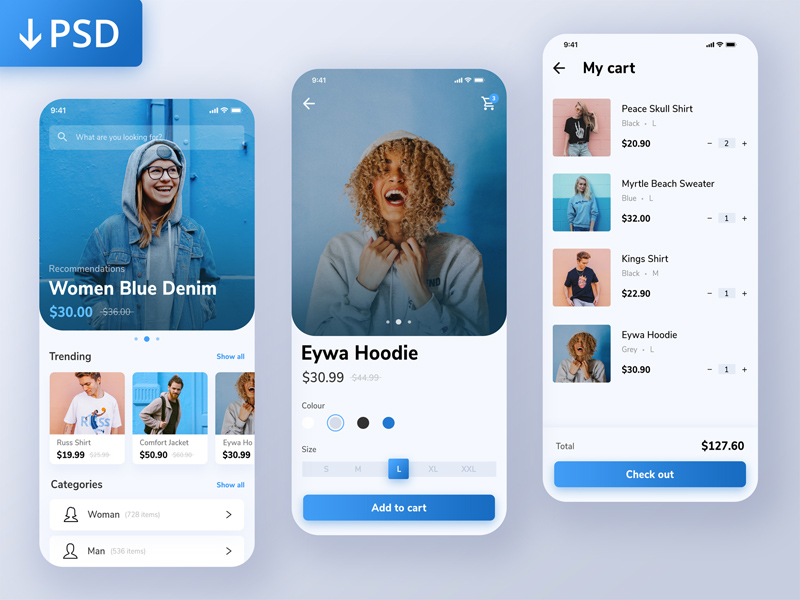 PSD
9:41
What are you looking for?
Recommendations
Women Blue Denim
$30.00 $36.00
Trending
Show all
Russ Shirt
$19.99 $25.99
Comfort Jacket
$50.90 $60.90
Eywa Ho
$30.99
Categories
Show all
Woman (728 items)
Man (536 items)
9:41
3
Eywa Hoodie
$30.99 $44.99
Colour
Size
S M L XL XXL
Add to cart
9:41
My cart
Peace Skull Shirt
Black • L
$20.90 − 2 +
Myrtle Beach Sweater
Blue • L
$32.00 − 1 +
Kings Shirt
Black • M
$22.90 − 1 +
Eywa Hoodie
Grey • L
$30.90 − 1 +
Total $127.60
Check out